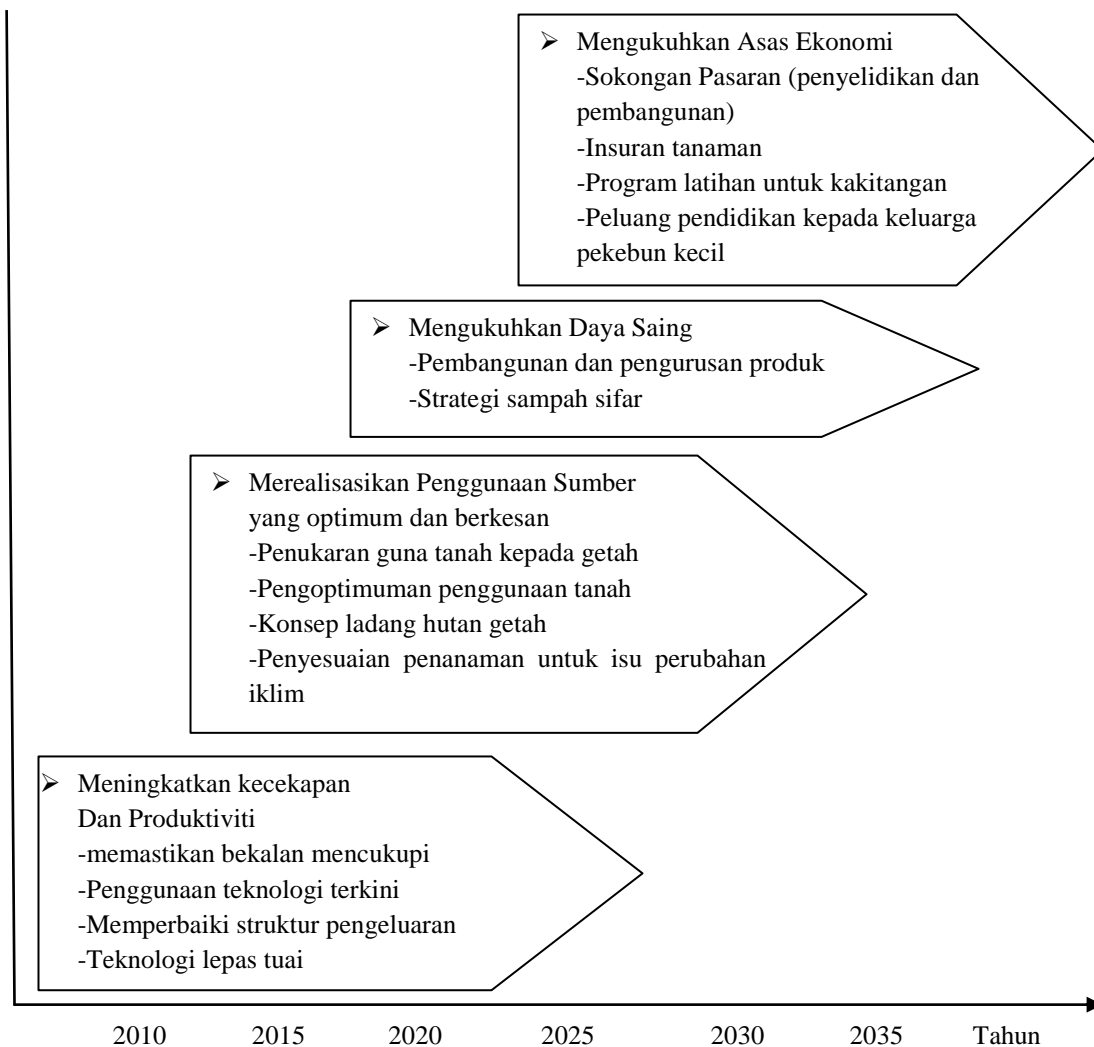 ➢ Mengukuhkan Asas Ekonomi
-Sokongan Pasaran (penyelidikan dan
pembangunan)
-Insuran tanaman
-Program latihan untuk kakitangan
-Peluang pendidikan kepada keluarga
pekebun kecil
➢ Mengukuhkan Daya Saing
-Pembangunan dan pengurusan produk
-Strategi sampah sifar
➢ Merealisasikan Penggunaan Sumber
yang optimum dan berkesan
-Penukaran guna tanah kepada getah
-Pengoptimuman penggunaan tanah
-Konsep ladang hutan getah
-Penyesuaian penanaman untuk isu perubahan
iklim
➢ Meningkatkan kecekapan
Dan Produktiviti
-memastikan bekalan mencukupi
-Penggunaan teknologi terkini
-Memperbaiki struktur pengeluaran
-Teknologi lepas tuai
2010 2015 2020 2025 2030 2035 Tahun